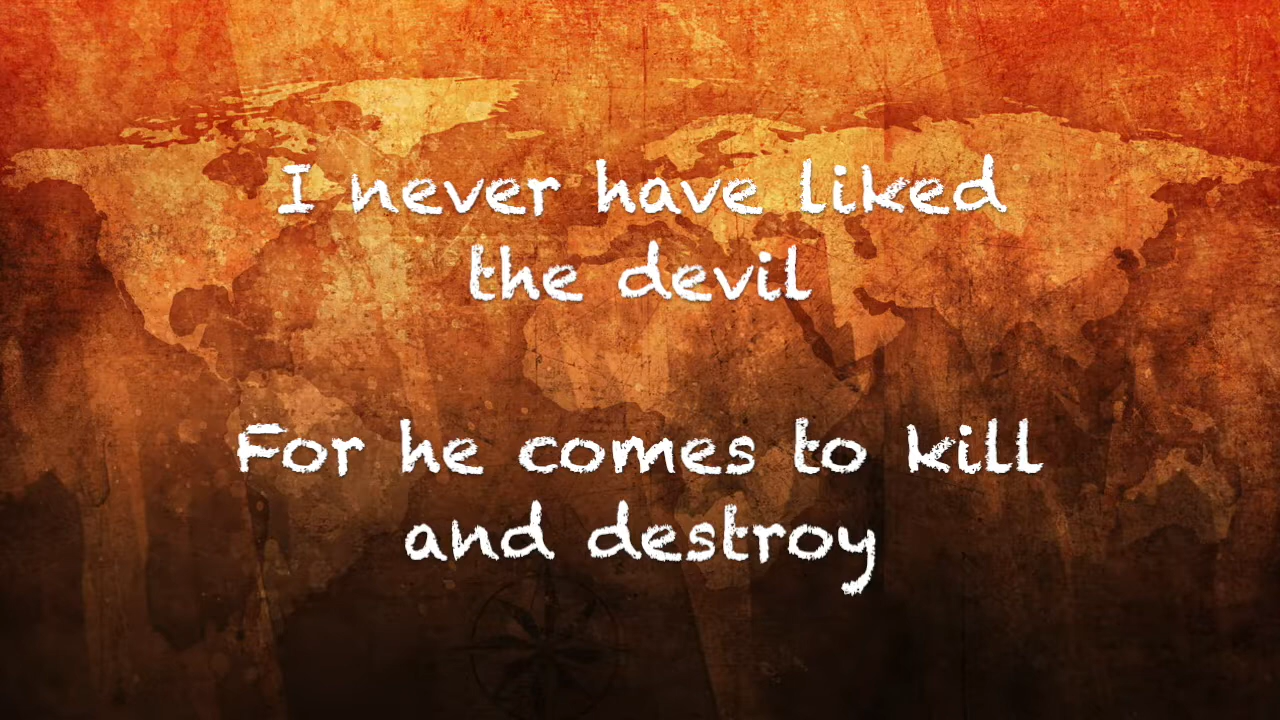 I never have liked
the devil
For he comes to kill
and destroy